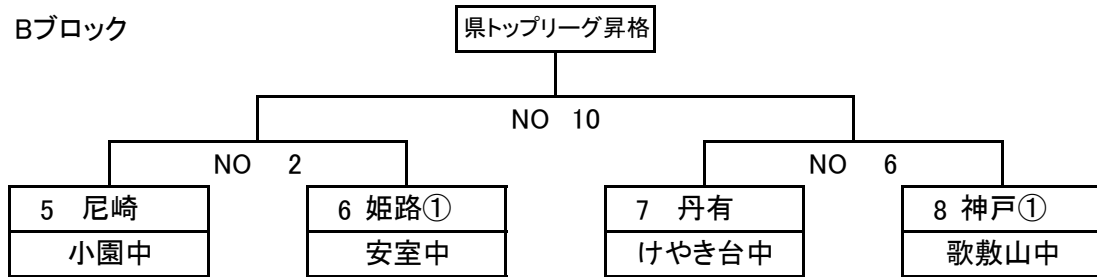 Bブロック
県トップリーグ昇格
NO 10
NO 2
NO 6
5 尼崎
6 姫路①
7 丹有
8 神戸①
小園中
安室中
けやき台中
歌敷山中